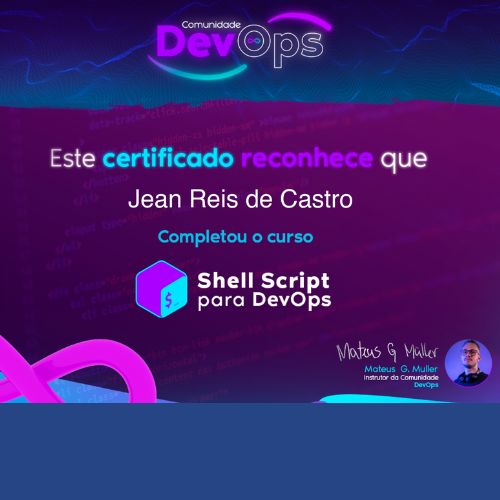 Comunidade
DevOps
Este certificado reconhece que
Jean Reis de Castro
Completou o curso
$_
Shell Script
para DevOps
Mateus G Müller
Mateus G. Muller
Instrutor da Comunidade
DevOps